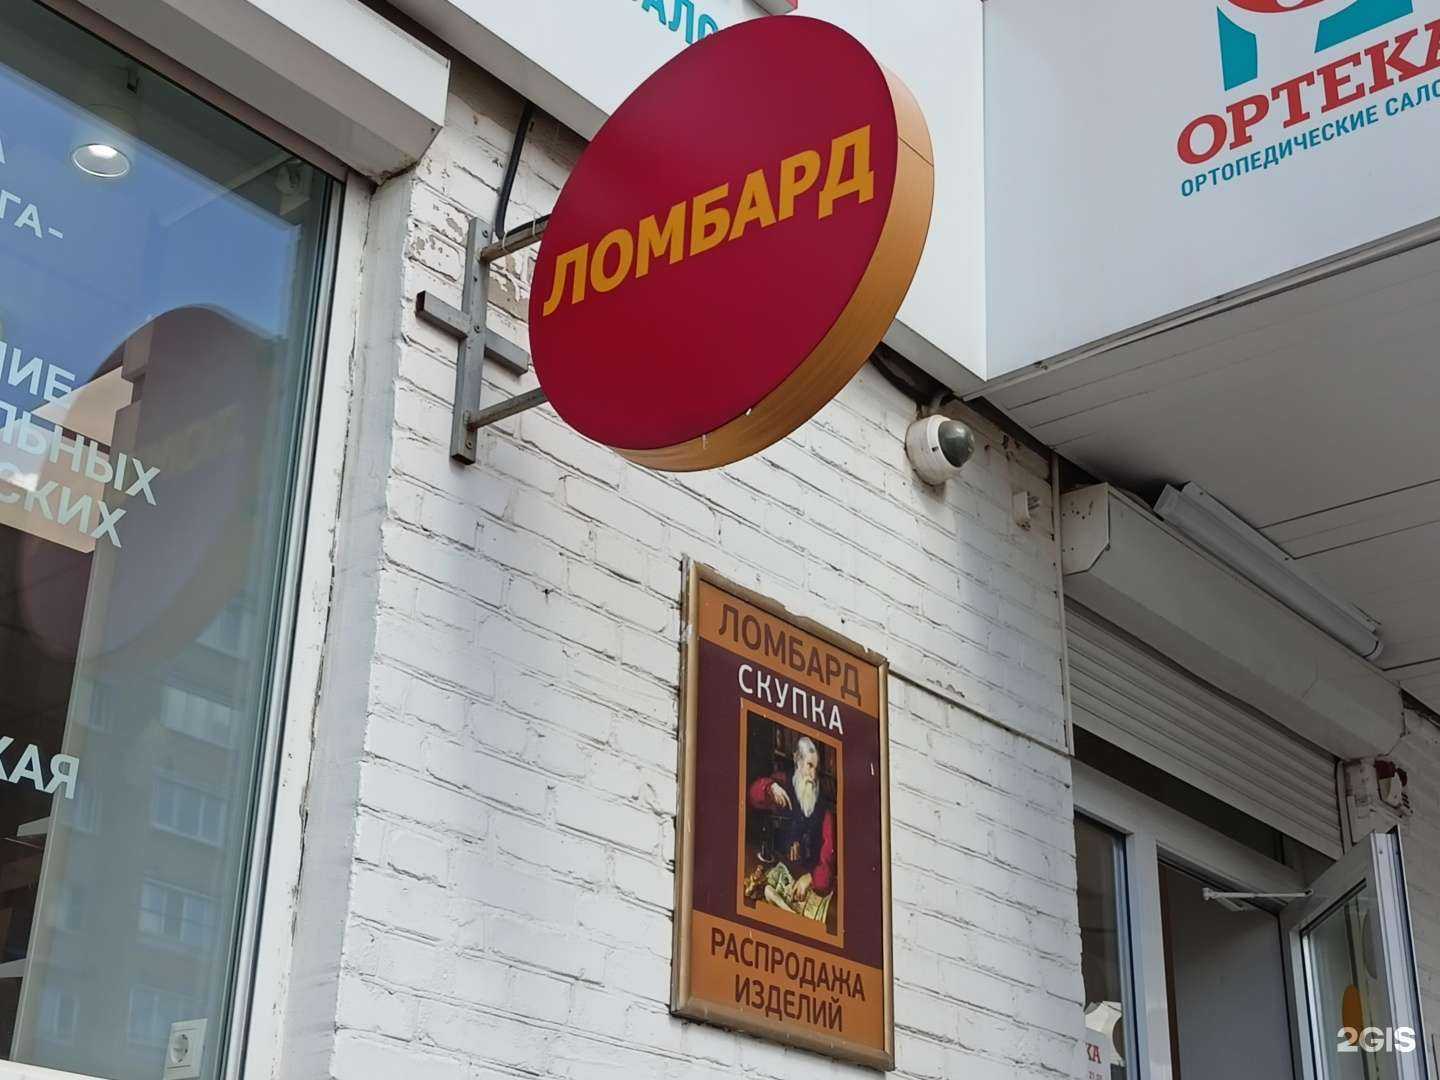 ЛОМБАРД
ОРТЕКА
ОРТОПЕДИЧЕСКИЕ САЛО
ЛОМБАРД
СКУПКА
РАСПРОДАЖА
ИЗДЕЛИЙ
2GIS